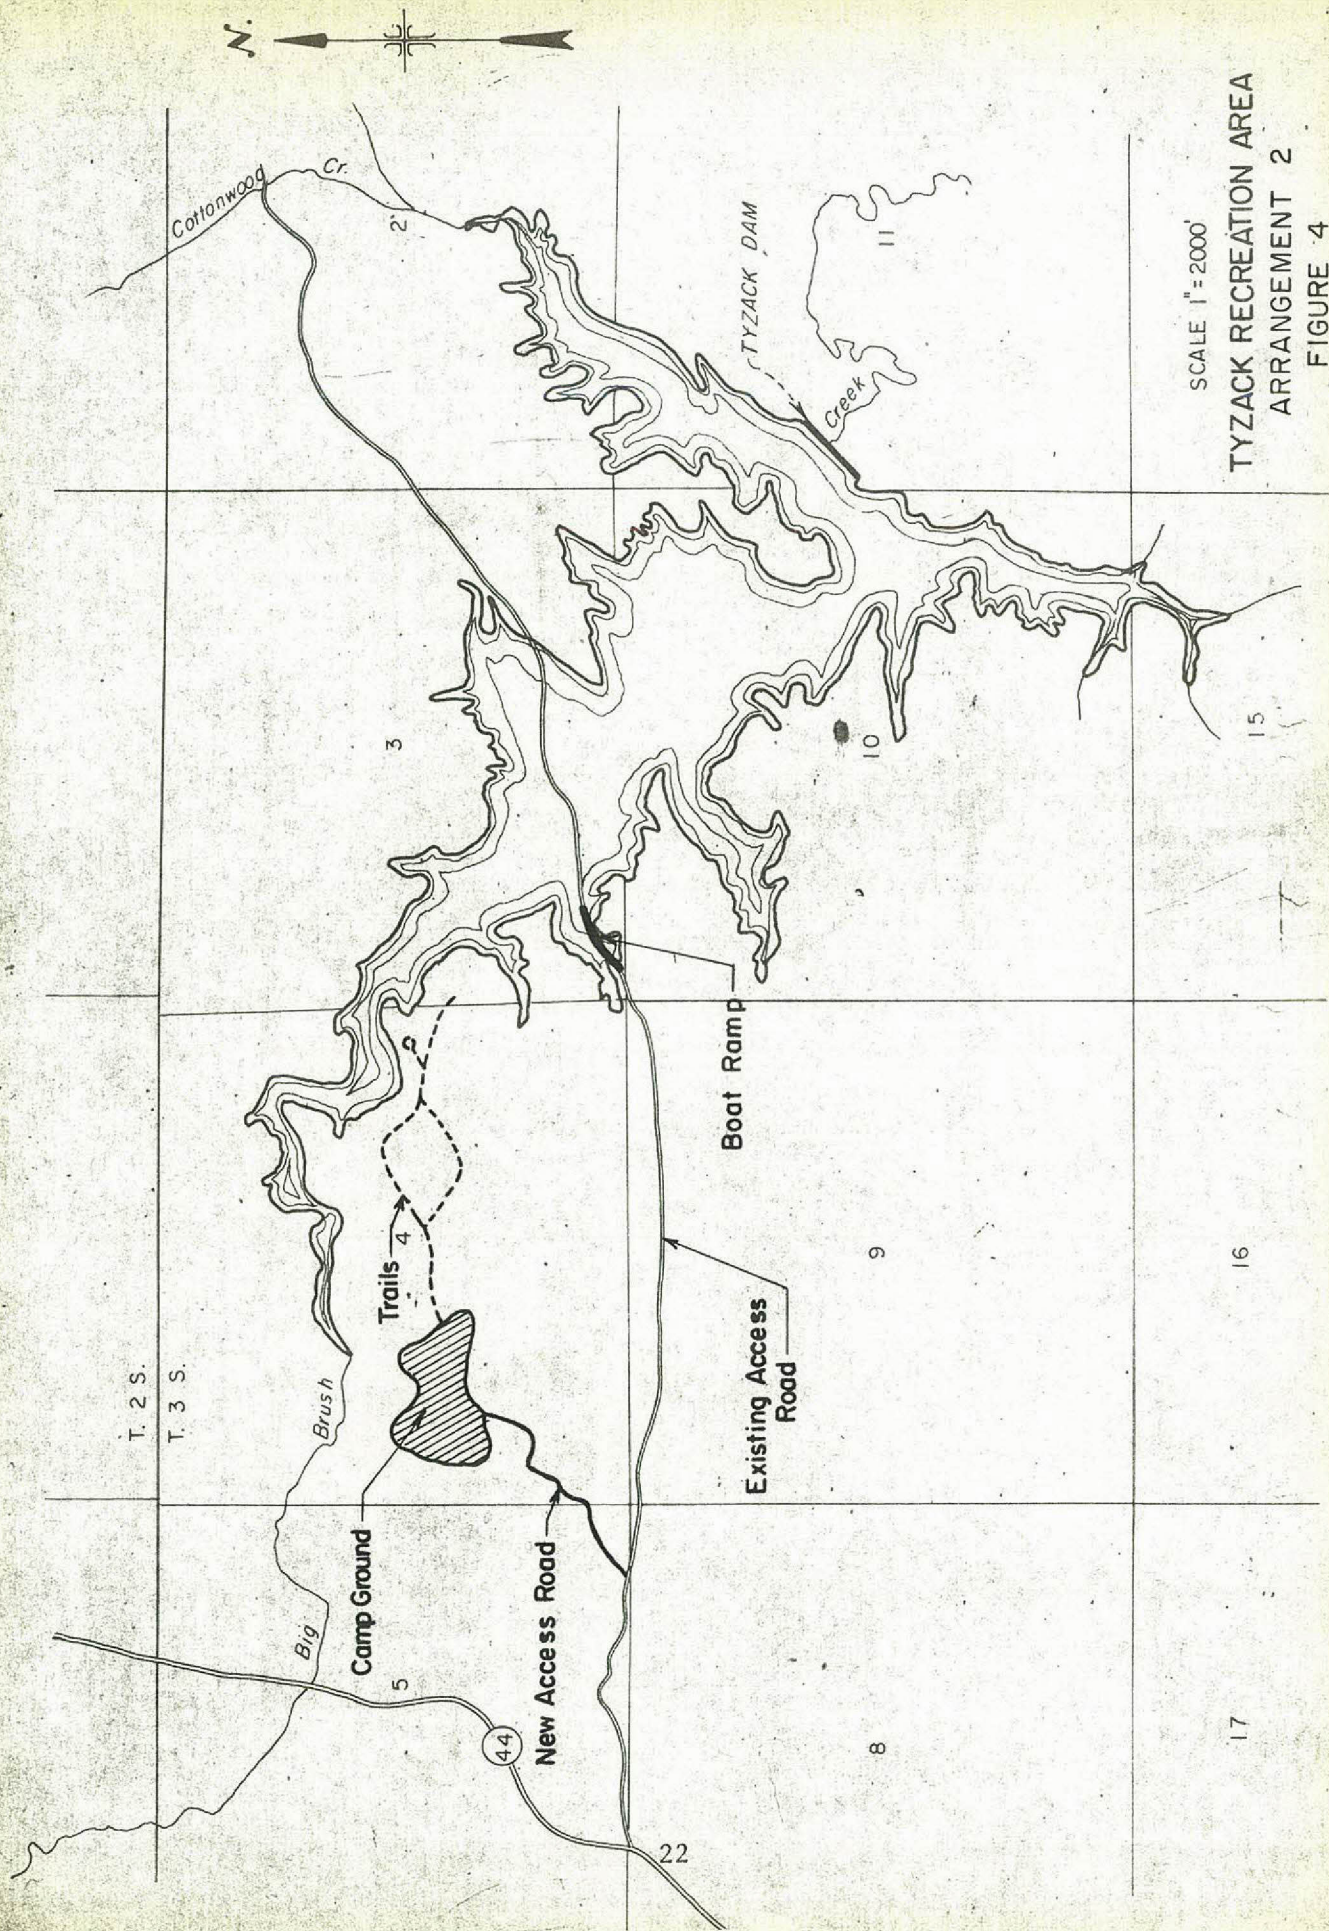 N.
T. 2 S.
T. 3 S.
Cottonwood
Cr.
Big
Brush
Creek
5
4
3
2
Trails
Camp Ground
44
New Access Road
TYZACK DAM
Boat Ramp
Existing Access
Road
8
9
10
11
17
16
15
22
SCALE 1" = 2000'
TYZACK RECREATION AREA
ARRANGEMENT 2
FIGURE 4